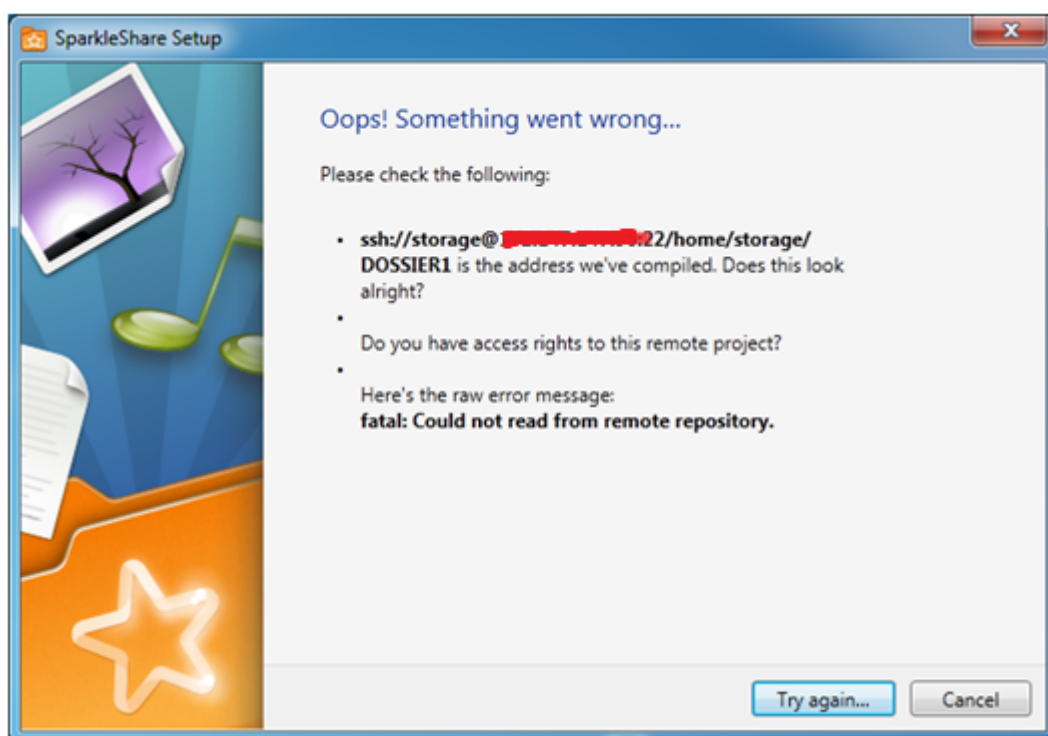 SparkleShare Setup
Oops! Something went wrong...
Please check the following:
• ssh://storage@ :22/home/storage/
DOSSIER1 is the address we've compiled. Does this look
alright?
•
Do you have access rights to this remote project?
•
Here's the raw error message:
fatal: Could not read from remote repository.
Try again...
Cancel